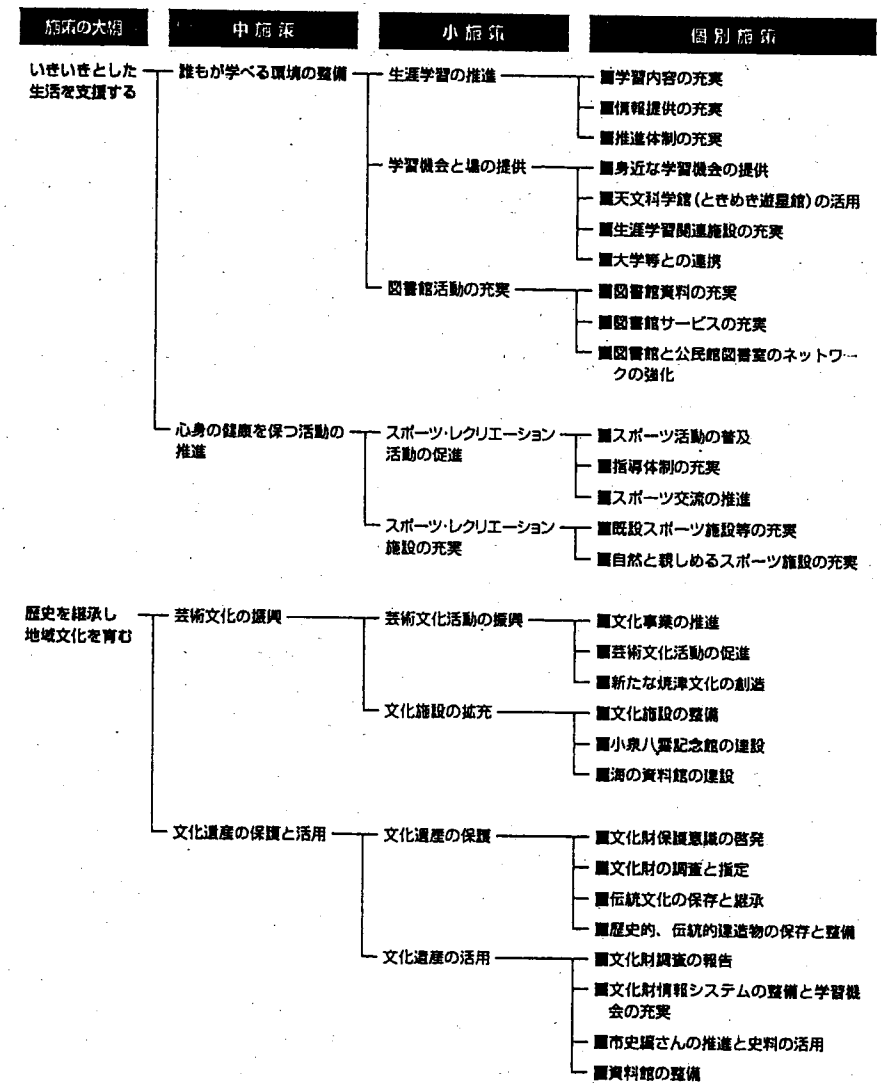 施策の大綱 中施策 小施策 個別施策
いきいきとした 誰もが学べる環境の整備 生涯学習の推進 ■学習内容の充実
生活を支援する
■情報提供の充実
■推進体制の充実
学習機会と場の提供 ■身近な学習機会の提供
■天文科学館(ときめき遊星館)の活用
■生涯学習関連施設の充実
■大学等との連携
図書館活動の充実 ■図書館資料の充実
■図書館サービスの充実
■図書館と公民館図書室のネットワー
クの強化
心身の健康を保つ活動の スポーツ・レクリエーション ■スポーツ活動の普及
推進 活動の促進
■指導体制の充実
■スポーツ交流の推進
スポーツ・レクリエーション ■既設スポーツ施設等の充実
施設の充実
■自然と親しめるスポーツ施設の充実
歴史を継承し 芸術文化の振興 芸術文化活動の振興 ■文化事業の推進
地域文化を育む
■芸術文化活動の促進
■新たな焼津文化の創造
文化施設の拡充 ■文化施設の整備
■小泉八雲記念館の建設
■海の資料館の建設
文化遺産の保護と活用 文化遺産の保護 ■文化財保護意識の啓発
■文化財の調査と指定
■伝統文化の保存と継承
■歴史的、伝統的建造物の保存と整備
文化遺産の活用 ■文化財調査の報告
■文化財情報システムの整備と学習機
会の充実
■市史編さんの推進と史料の活用
■資料館の整備